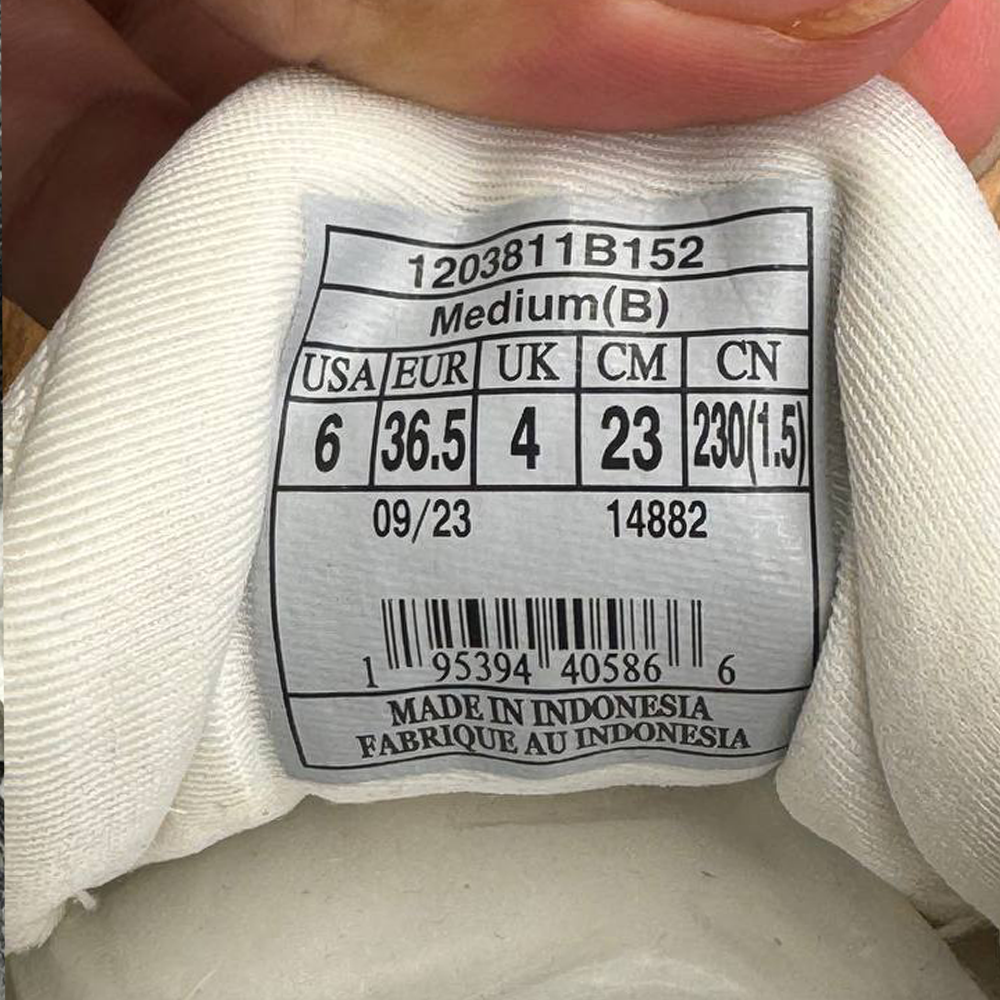 1203811B152
Medium(B)
USA EUR UK CM CN
6 36.5 4 23 230(1.5)
09/23 14882
1 95394 40586 6
MADE IN INDONESIA
FABRIQUE AU INDONESIA